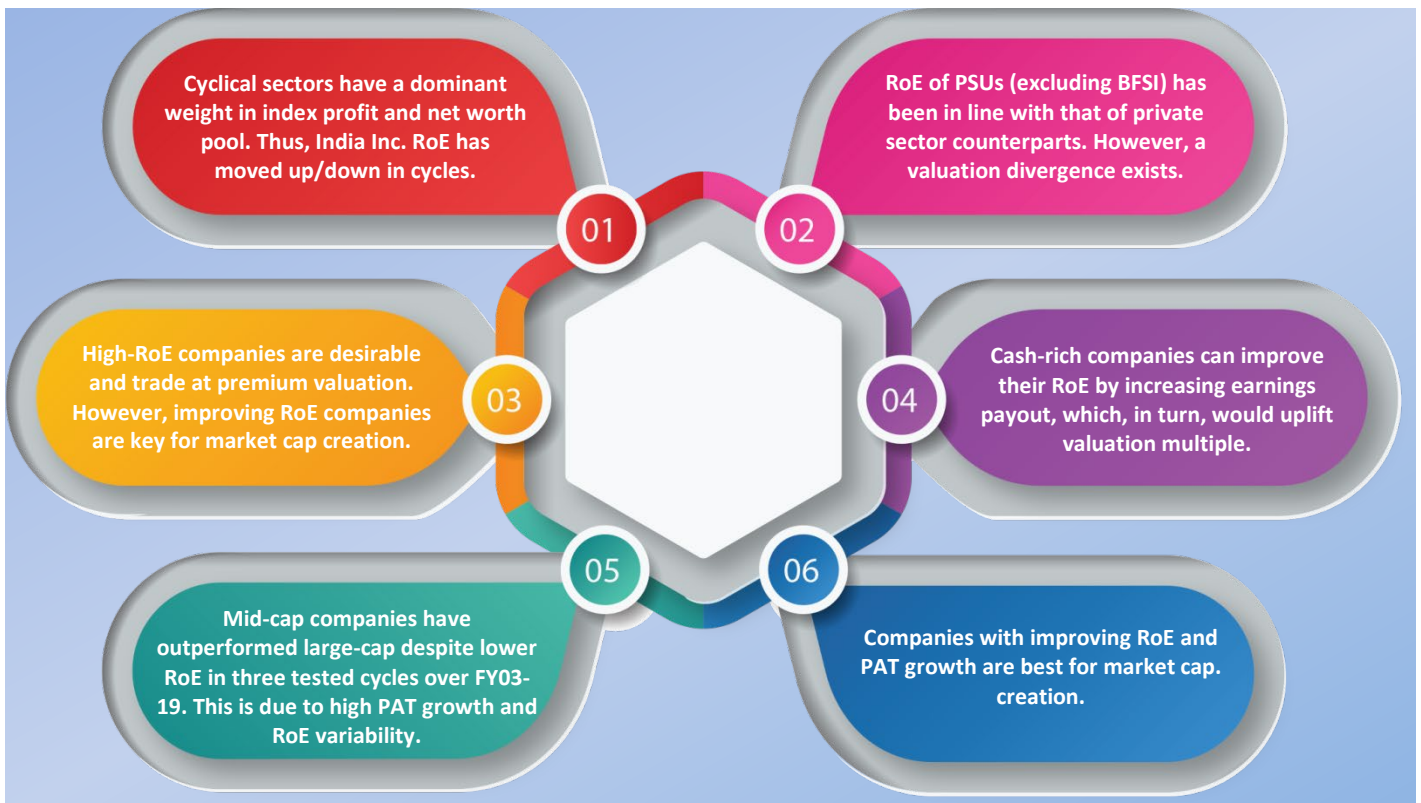 Cyclical sectors have a dominant
weight in index profit and net worth
pool. Thus, India Inc. RoE has
moved up/down in cycles.
01
RoE of PSUs (excluding BFSI) has
been in line with that of private
sector counterparts. However, a
valuation divergence exists.
02
High-RoE companies are desirable
and trade at premium valuation.
However, improving RoE companies
are key for market cap creation.
03
Cash-rich companies can improve
their RoE by increasing earnings
payout, which, in turn, would uplift
valuation multiple.
04
Mid-cap companies have
outperformed large-cap despite lower
RoE in three tested cycles over FY03-
19. This is due to high PAT growth and
RoE variability.
05
Companies with improving RoE and
PAT growth are best for market cap.
creation.
06